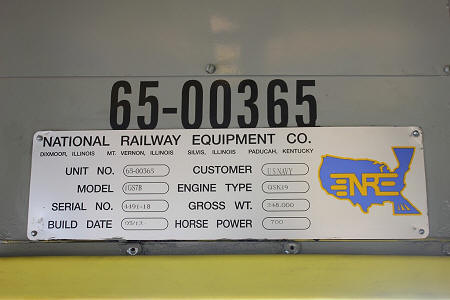 65-00365
NATIONAL RAILWAY EQUIPMENT CO.
DIXMOOR, ILLINOIS MT. VERNON, ILLINOIS SILVIS, ILLINOIS PADUCAH, KENTUCKY
UNIT NO. 65-00365 CUSTOMER U.S NAVY
MODEL 1GS7B ENGINE TYPE QSK19
SERIAL NO. 4491-18 GROSS WT. 248,000
BUILD DATE 05/12 HORSE POWER 700
NRE